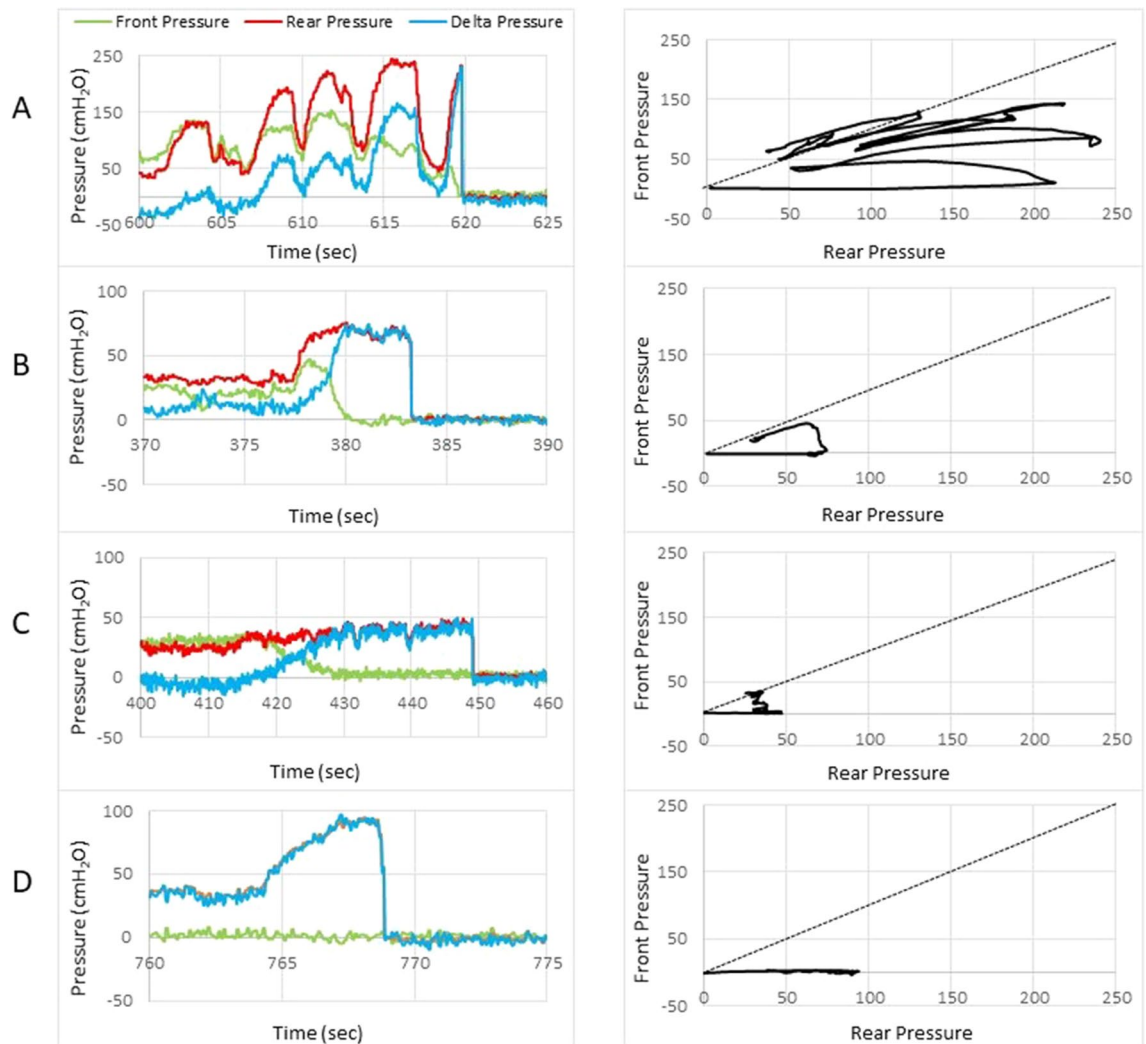 Front Pressure Rear Pressure Delta Pressure
A
Pressure (cmH₂O)
250
150
50
-50
600 605 610 615 620 625
Time (sec)
Front Pressure
250
150
50
-50
0 50 100 150 200 250
Rear Pressure
B
Pressure (cmH₂O)
100
50
0
-50
370 375 380 385 390
Time (sec)
Front Pressure
250
150
50
-50
0 50 100 150 200 250
Rear Pressure
C
Pressure (cmH₂O)
100
50
0
-50
400 410 420 430 440 450 460
Time (sec)
Front Pressure
250
150
50
-50
0 50 100 150 200 250
Rear Pressure
D
Pressure (cmH₂O)
100
50
0
-50
760 765 770 775
Time (sec)
Front Pressure
250
150
50
-50
0 50 100 150 200 250
Rear Pressure